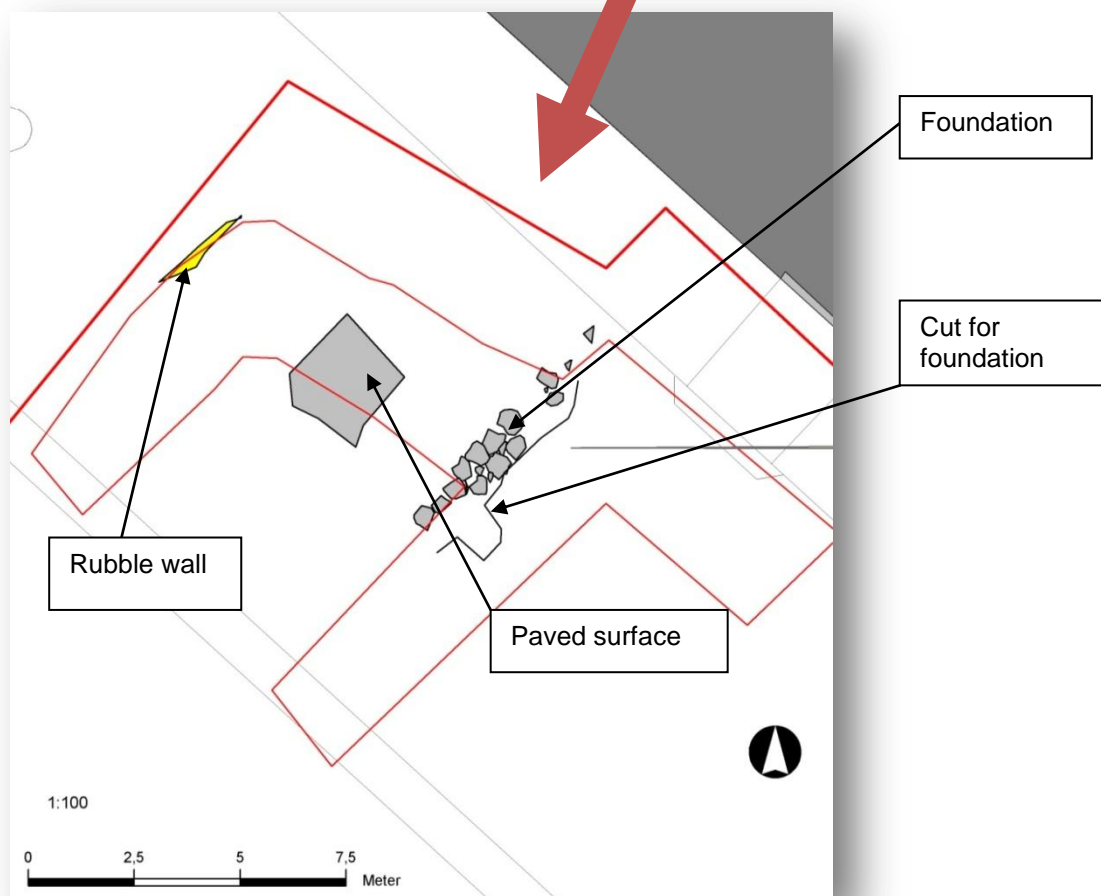 Foundation
Cut for
foundation
Rubble wall
Paved surface
1:100
0 2,5 5 7,5
Meter